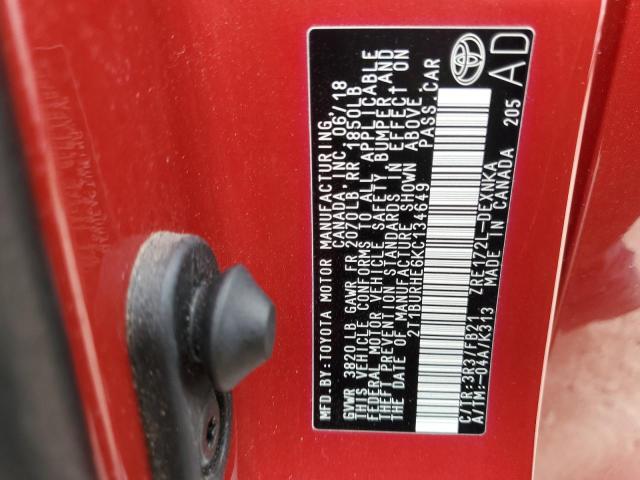 MFD.BY:TOYOTA MOTOR MANUFACTURING
CANADA, INC. 06/18
GVWR 3820LB GAWR FR 2070LB RR 1850LB
THIS VEHICLE CONFORMS TO ALL APPLICABLE
FEDERAL MOTOR VEHICLE SAFETY, BUMPER, AND
THEFT PREVENTION STANDARDS IN EFFECT ON
THE DATE OF MANUFACTURE SHOWN ABOVE.
2T1BURHE6KC134649 PASS.CAR
C/TR:3R3/FB21 ZRE172L-DEXNKA
A/TM:-04A/K313 MADE IN CANADA 205
AD